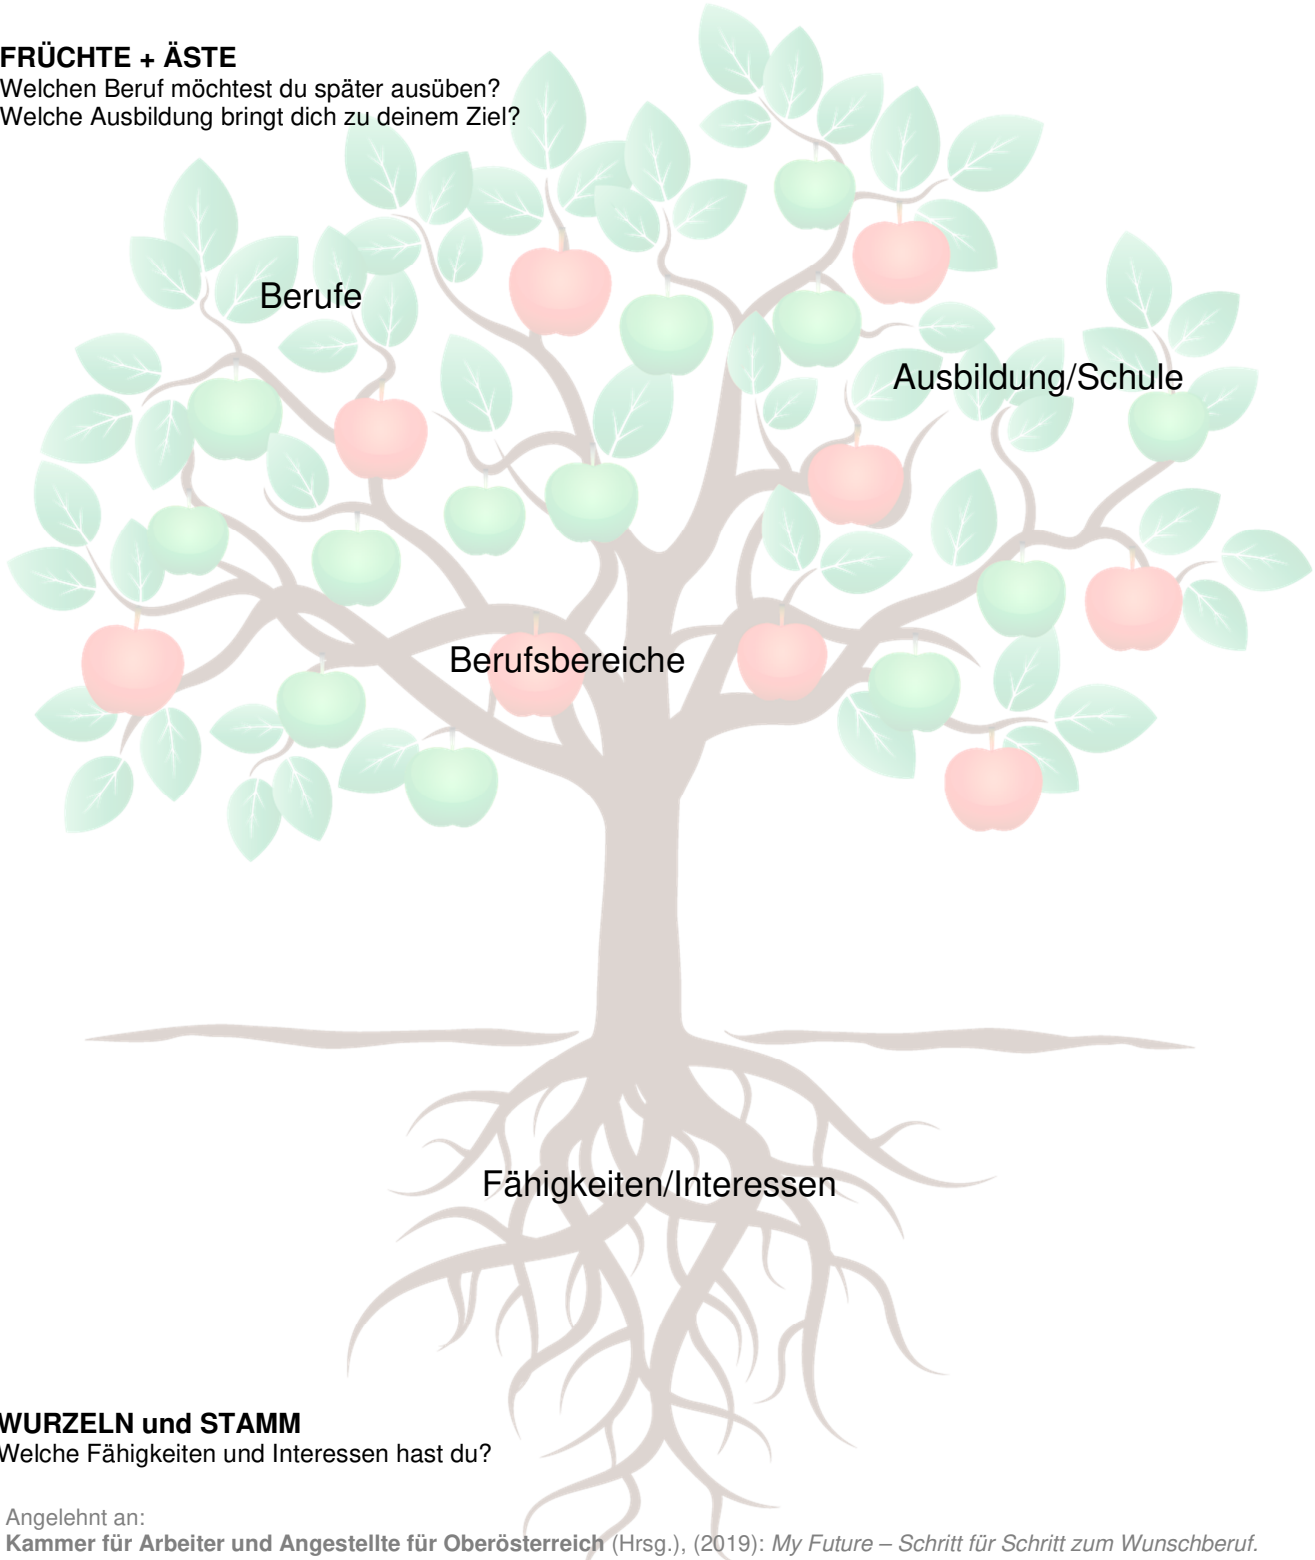 FRÜCHTE + ÄSTE
Welchen Beruf möchtest du später ausüben?
Welche Ausbildung bringt dich zu deinem Ziel?
Berufe
Ausbildung/Schule
Berufsbereiche
Fähigkeiten/Interessen
WURZELN und STAMM
Welche Fähigkeiten und Interessen hast du?
Angelehnt an:
Kammer für Arbeiter und Angestellte für Oberösterreich (Hrsg.), (2019): My Future – Schritt für Schritt zum Wunschberuf.